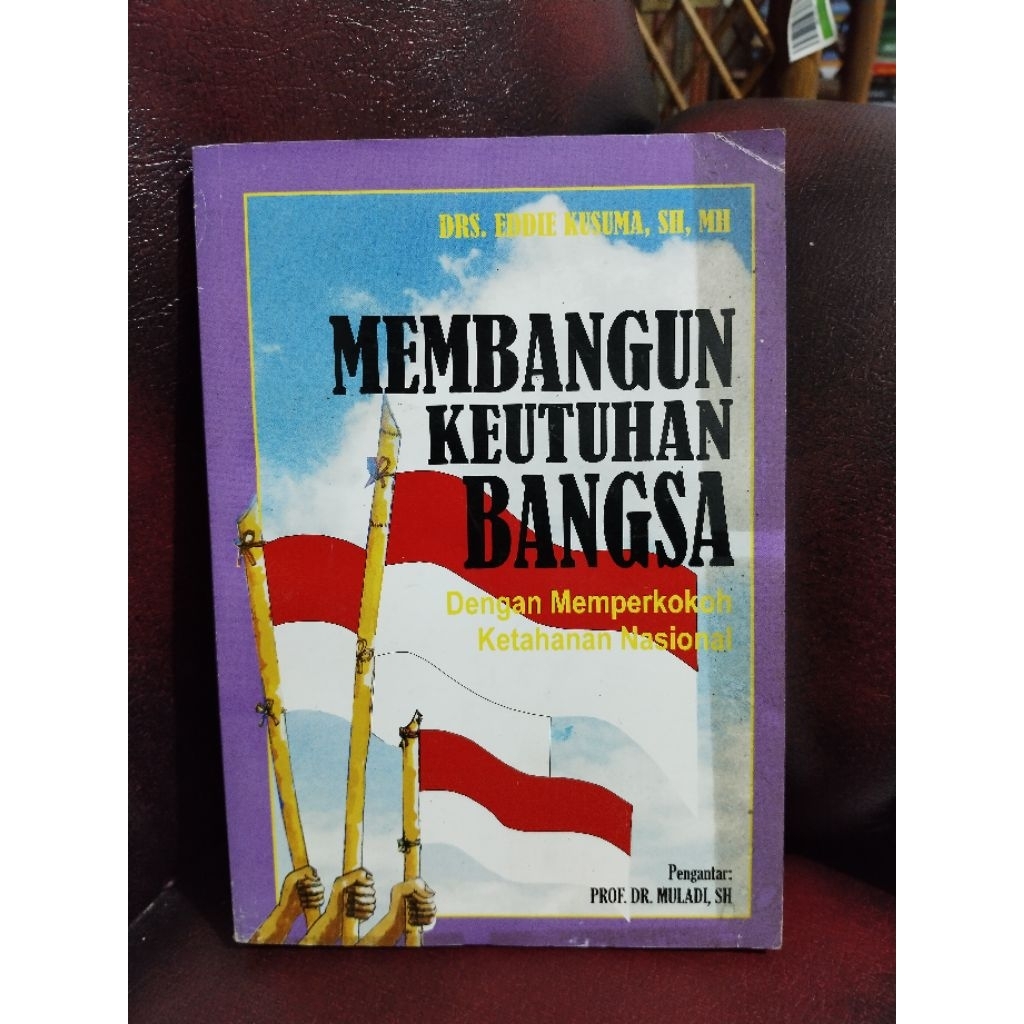 DRS. EDDIE KUSUMA, SH, MH
MEMBANGUN
KEUTUHAN
BANGSA
Dengan Memperkokoh
Ketahanan Nasional
Pengantar:
PROF. DR. MULADI, SH